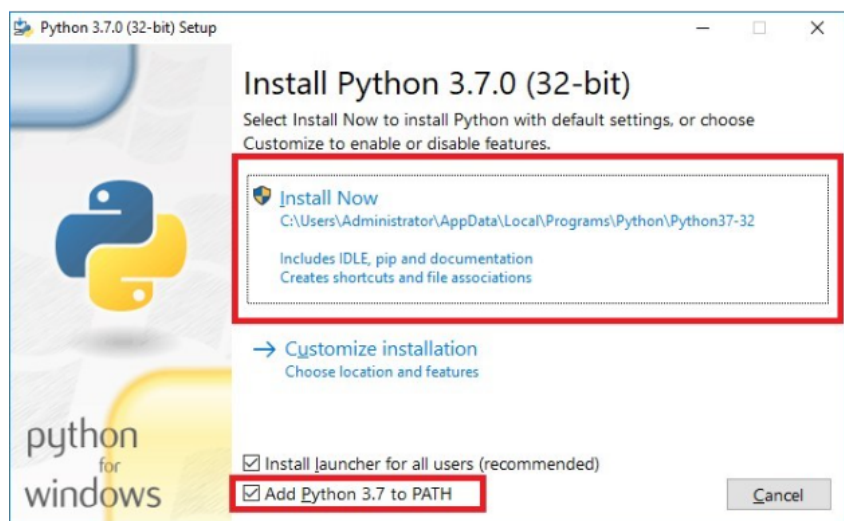 Python 3.7.0 (32-bit) Setup
Install Python 3.7.0 (32-bit)
Select Install Now to install Python with default settings, or choose
Customize to enable or disable features.
Install Now
C:\Users\Administrator\AppData\Local\Programs\Python\Python37-32
Includes IDLE, pip and documentation
Creates shortcuts and file associations
Customize installation
Choose location and features
python
for
windows
Install launcher for all users (recommended)
Add Python 3.7 to PATH
Cancel